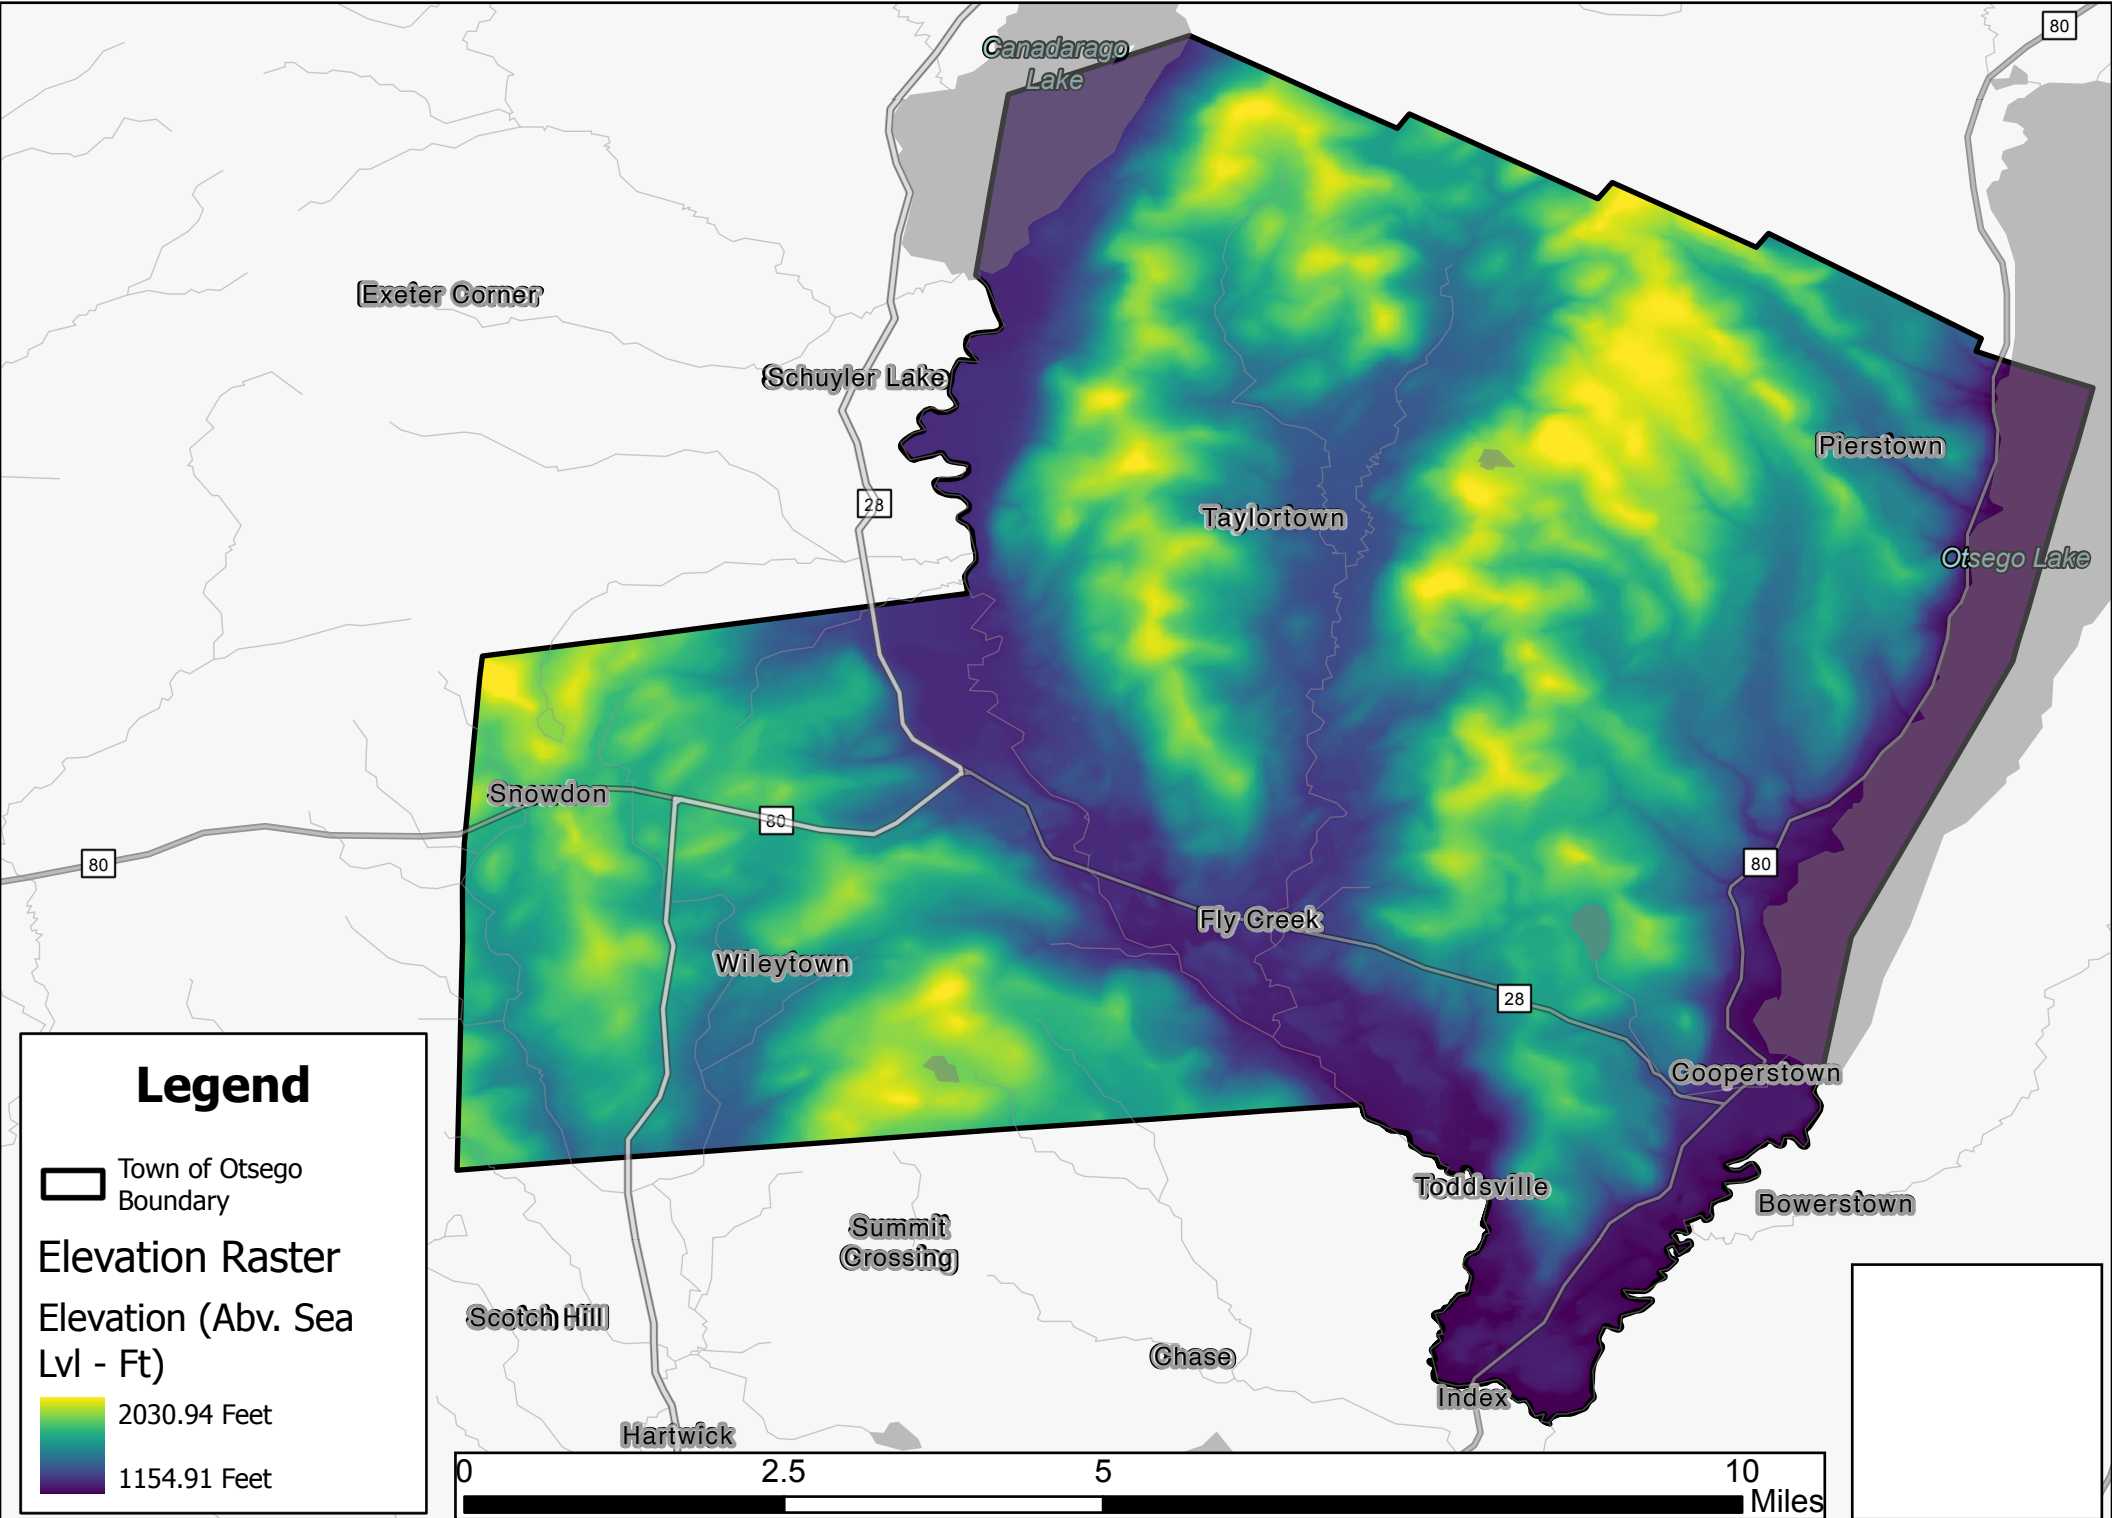 80
Canadarago
Lake
Exeter Corner
Schuyler Lake
Pierstown
28
Taylortown
Otsego Lake
Snowdon
80
80
80
Fly Creek
Wileytown
28
Cooperstown
Legend
Town of Otsego
Boundary
Elevation Raster
Elevation (Abv. Sea
Lvl - Ft)
2030.94 Feet
1154.91 Feet
Toddsville
Bowerstown
Summit
Crossing
Scotch Hill
Chase
Index
Hartwick
0 2.5 5 10
Miles